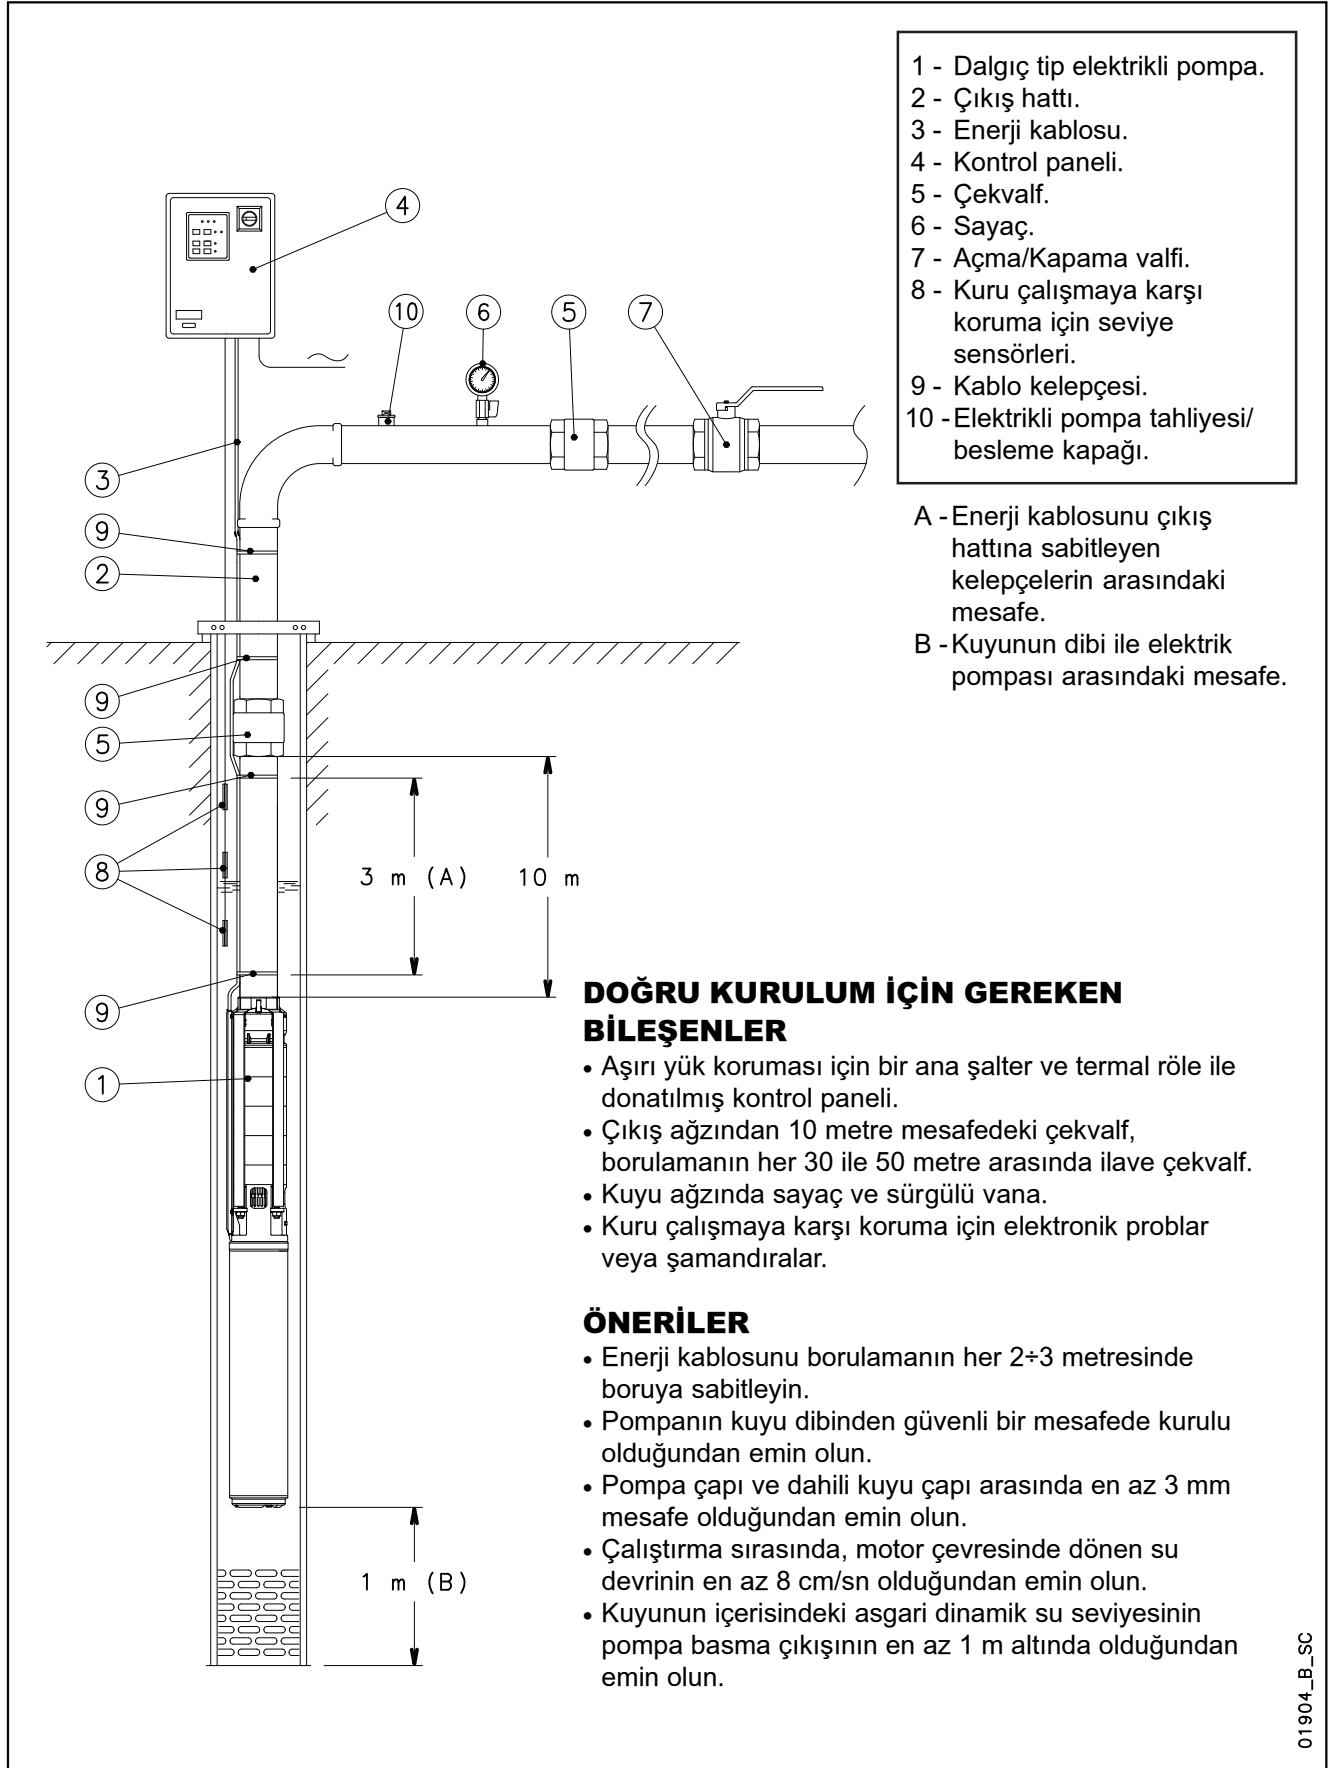 1 - Dalgıç tip elektrikli pompa.
2 - Çıkış hattı.
3 - Enerji kablosu.
4 - Kontrol paneli.
5 - Çekvalf.
6 - Sayaç.
7 - Açma/Kapama valfi.
8 - Kuru çalışmaya karşı
koruma için seviye
sensörleri.
9 - Kablo kelepçesi.
10 -Elektrikli pompa tahliyesi/
besleme kapağı.
A -Enerji kablosunu çıkış
hattına sabitleyen
kelepçelerin arasındaki
mesafe.
B -Kuyunun dibi ile elektrik
pompası arasındaki mesafe.
4
10
6
5
7
3
9
2
9
5
9
8
9
1
3 m (A)
10 m
1 m (B)
DOĞRU KURULUM İÇİN GEREKEN
BİLEŞENLER
• Aşırı yük koruması için bir ana şalter ve termal röle ile
donatılmış kontrol paneli.
• Çıkış ağzından 10 metre mesafedeki çekvalf,
borulamanın her 30 ile 50 metre arasında ilave çekvalf.
• Kuyu ağzında sayaç ve sürgülü vana.
• Kuru çalışmaya karşı koruma için elektronik problar
veya şamandıralar.
ÖNERİLER
• Enerji kablosunu borulamanın her 2÷3 metresinde
boruya sabitleyin.
• Pompanın kuyu dibinden güvenli bir mesafede kurulu
olduğundan emin olun.
• Pompa çapı ve dahili kuyu çapı arasında en az 3 mm
mesafe olduğundan emin olun.
• Çalıştırma sırasında, motor çevresinde dönen su
devrinin en az 8 cm/sn olduğundan emin olun.
• Kuyunun içerisindeki asgari dinamik su seviyesinin
pompa basma çıkışının en az 1 m altında olduğundan
emin olun.
01904_B_SC